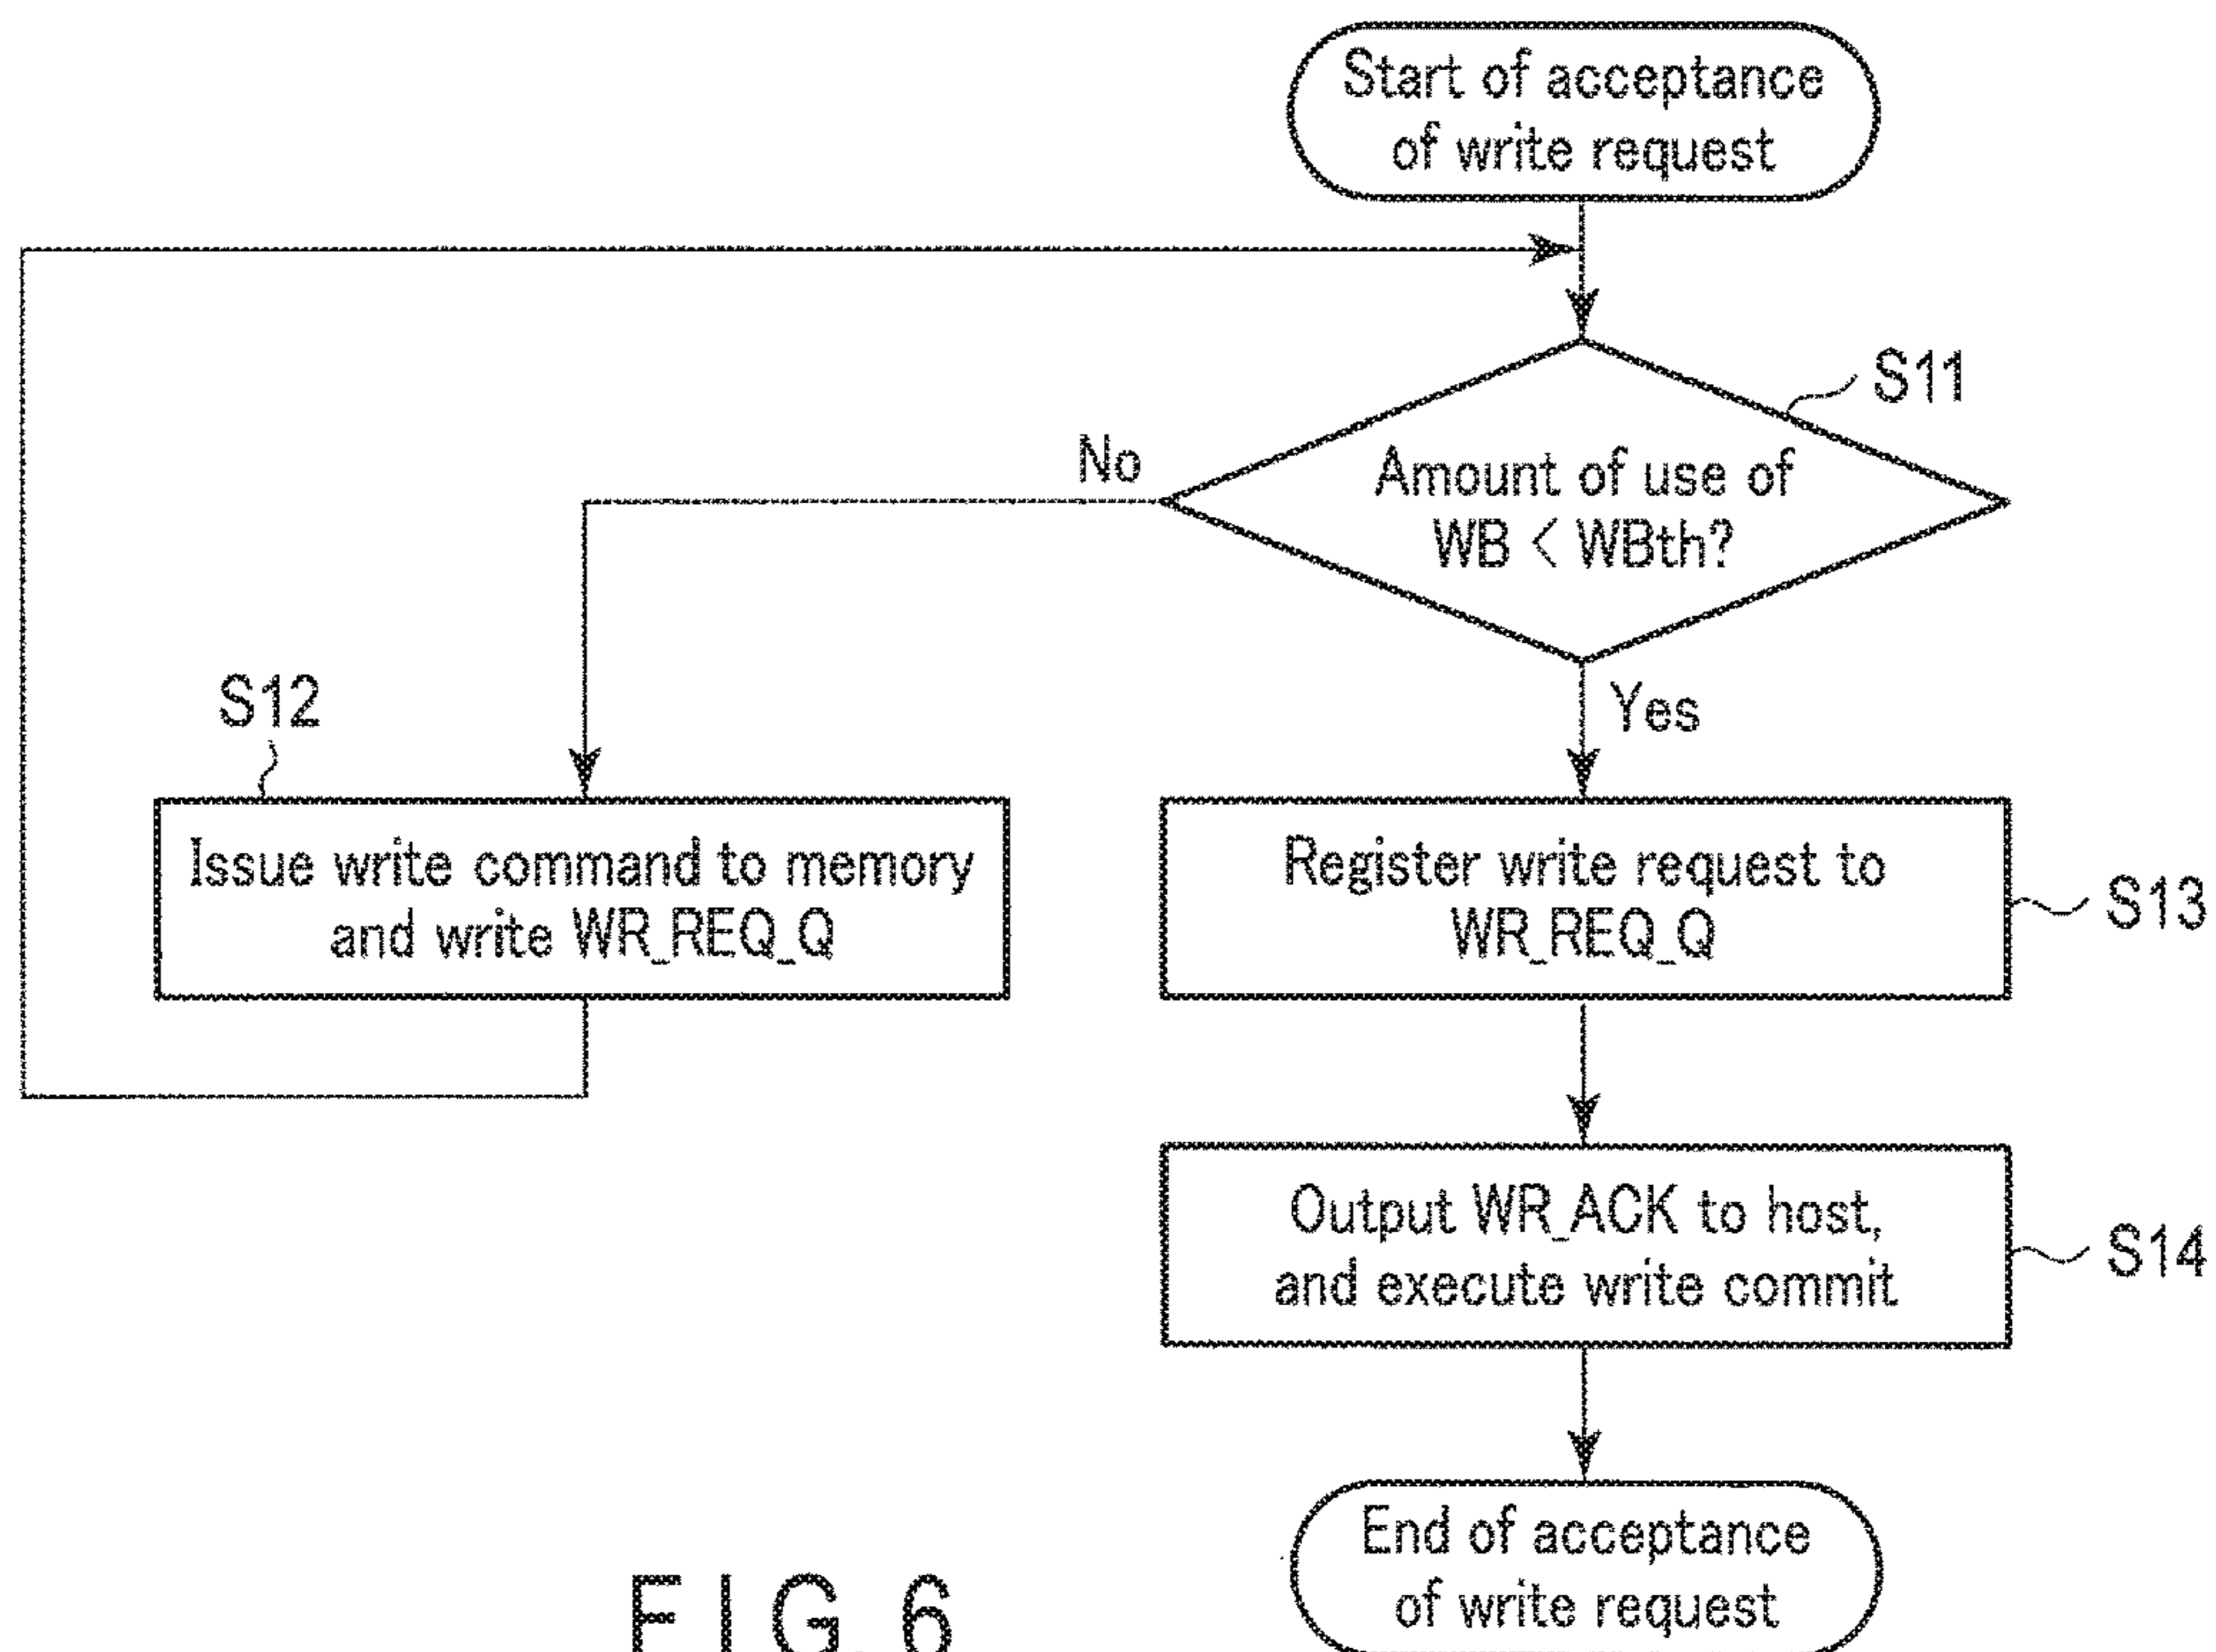 Start of acceptance
of write request
S11
No
Amount of use of
WB < WBth?
Yes
S12
Issue write command to memory
and write WR_REQ_Q
Register write request to
WR_REQ_Q
S13
Output WR_ACK to host,
and execute write commit
S14
End of acceptance
of write request
FIG. 6